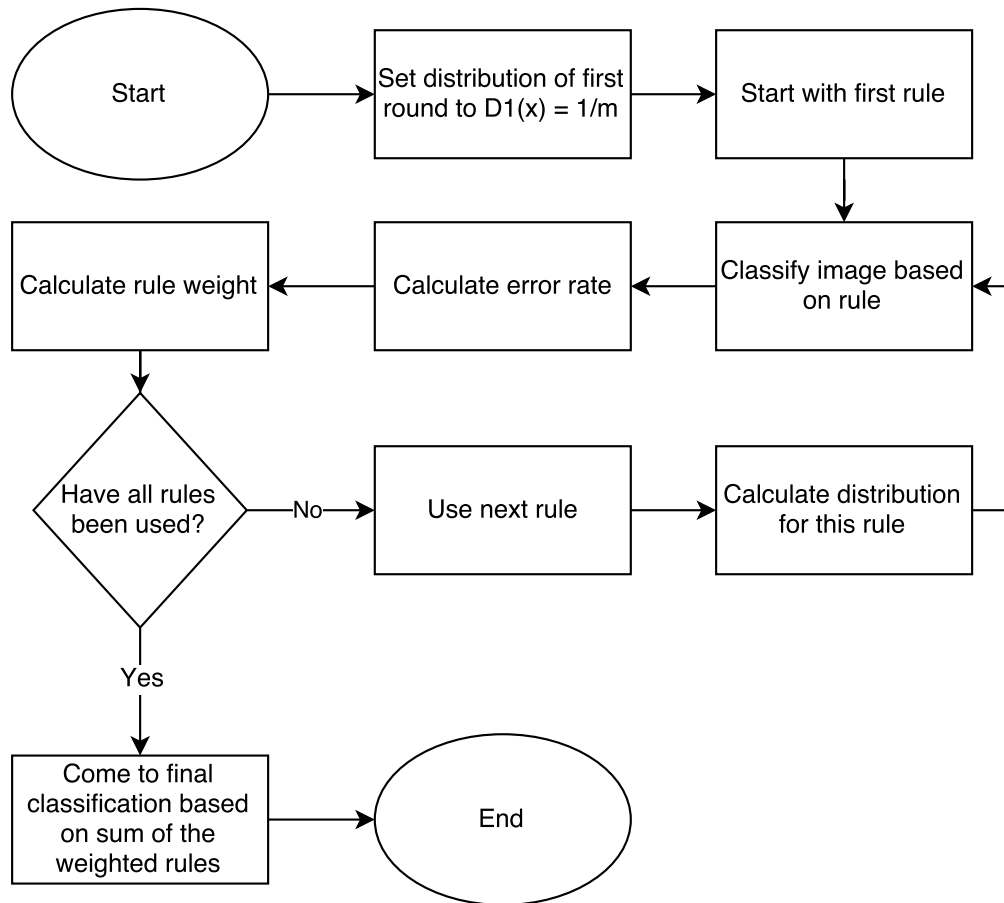 Start
Set distribution of first
round to D1(x) = 1/m
Start with first rule
Calculate rule weight
Calculate error rate
Classify image based
on rule
Have all rules
been used?
No
Use next rule
Calculate distribution
for this rule
Yes
Come to final
classification based
on sum of the
weighted rules
End